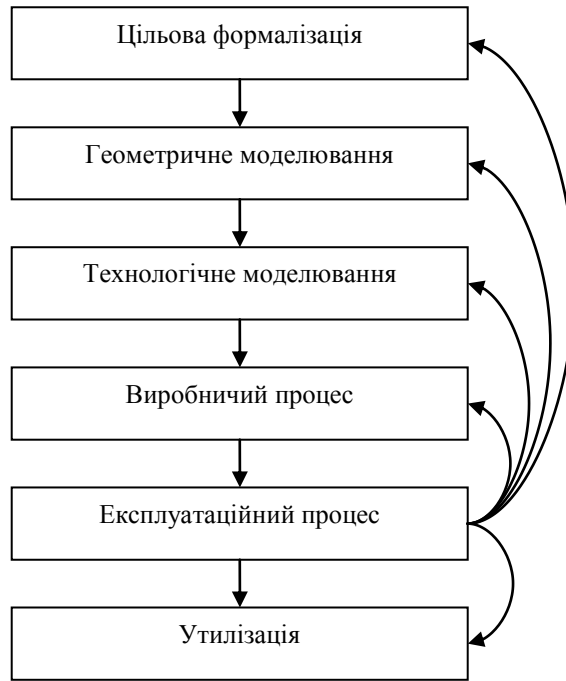 Цільова формалізація
Геометричне моделювання
Технологічне моделювання
Виробничий процес
Експлуатаційний процес
Утилізація